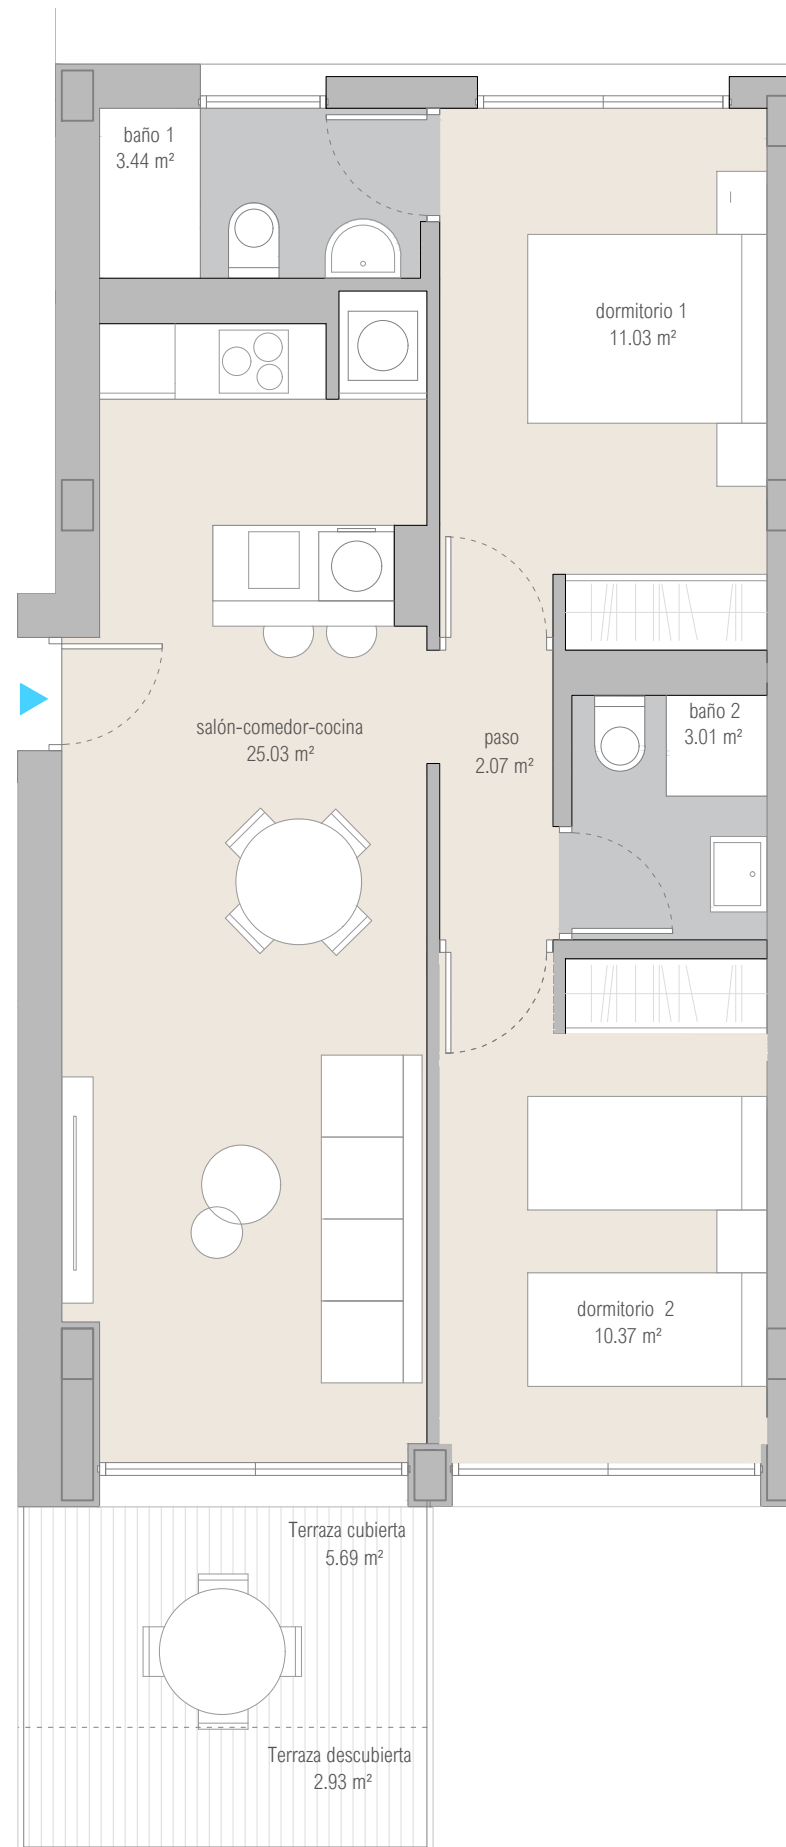 baño 1
3.44 m²
dormitorio 1
11.03 m²
salón-comedor-cocina
25.03 m²
paso
2.07 m²
baño 2
3.01 m²
dormitorio  2
10.37 m²
Terraza cubierta
5.69 m²
Terraza descubierta
2.93 m²